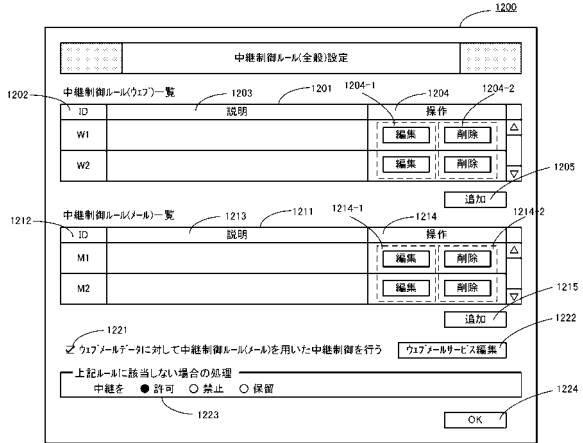 1200
中継制御ルール(全般)設定
中継制御ルール(ウェブ)一覧
1202
1203
1201
1204-1
1204
1204-2
ID 説明 操作
W1 編集 削除
W2 編集 削除
追加
1205
中継制御ルール(メール)一覧
1212
1213
1211
1214-1
1214
1214-2
ID 説明 操作
M1 編集 削除
M2 編集 削除
1215
追加
1221
1222
ウェブメールデータに対して中継制御ルール(メール)を用いた中継制御を行う ウェブメールサービス編集
上記ルールに該当しない場合の処理
中継を ● 許可 ○ 禁止 ○ 保留
1223
1224
OK